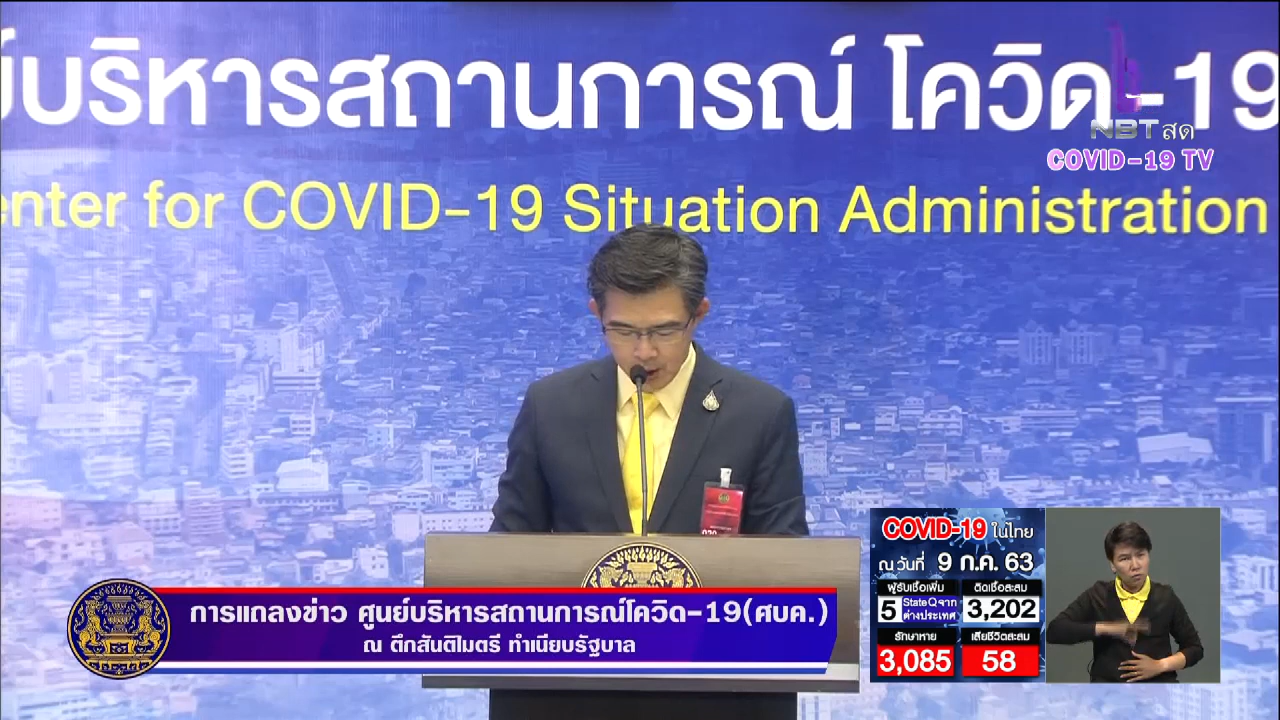 ย์บริหารสถานการณ์ โควิด-19
enter for COVID-19 Situation Administration
NBT สด
COVID-19 TV
COVID-19 ในไทย
ณ วันที่ 9 ก.ค. 63
ผู้รับเชื้อเพิ่ม
ติดเชื้อสะสม
5 State Q จาก
ต่างประเทศ
3,202
รักษาหาย
เสียชีวิตสะสม
3,085
58
การแถลงข่าว ศูนย์บริหารสถานการณ์โควิด-19(ศบค.)
ณ ตึกสันติไมตรี ทำเนียบรัฐบาล